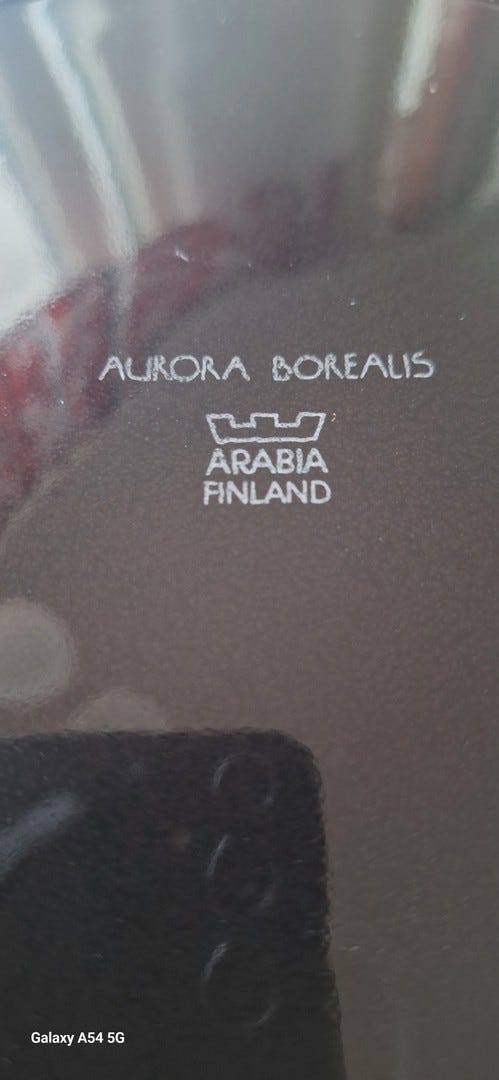 AURORA BOREALIS
ARABIA
FINLAND
Galaxy A54 5G